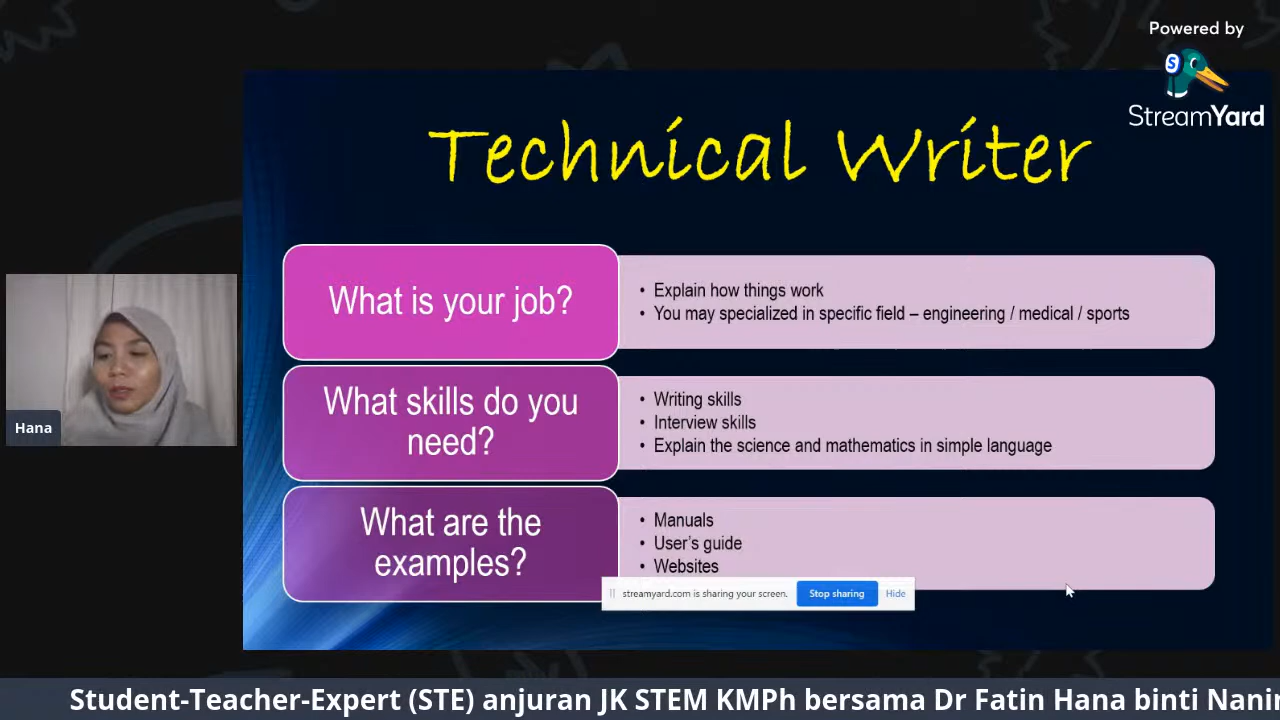 Powered by
StreamYard
Technical Writer
What is your job?
• Explain how things work
• You may specialized in specific field – engineering / medical / sports
What skills do you
need?
• Writing skills
• Interview skills
• Explain the science and mathematics in simple language
What are the
examples?
• Manuals
• User's guide
• Websites
streamyard.com is sharing your screen.
Stop sharing
Hide
Hana
Student-Teacher-Expert (STE) anjuran JK STEM KMPh bersama Dr Fatin Hana binti